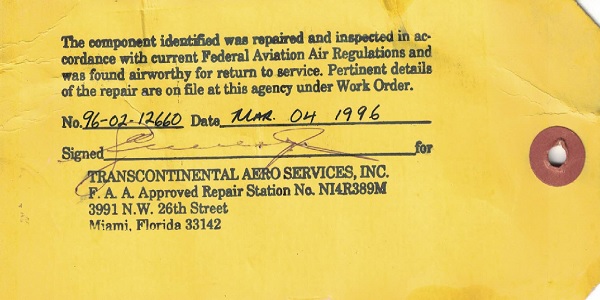 The component identified was repaired and inspected in ac-
cordance with current Federal Aviation Air Regulations and
was found airworthy for return to service. Pertinent details
of the repair are on file at this agency under Work Order.
No. 96-02-12660 Date MAR. 04 1996
Signed for
TRANSCONTINENTAL AERO SERVICES, INC.
F. A. A. Approved Repair Station No. NI4R389M
3991 N.W. 26th Street
Miami, Florida 33142